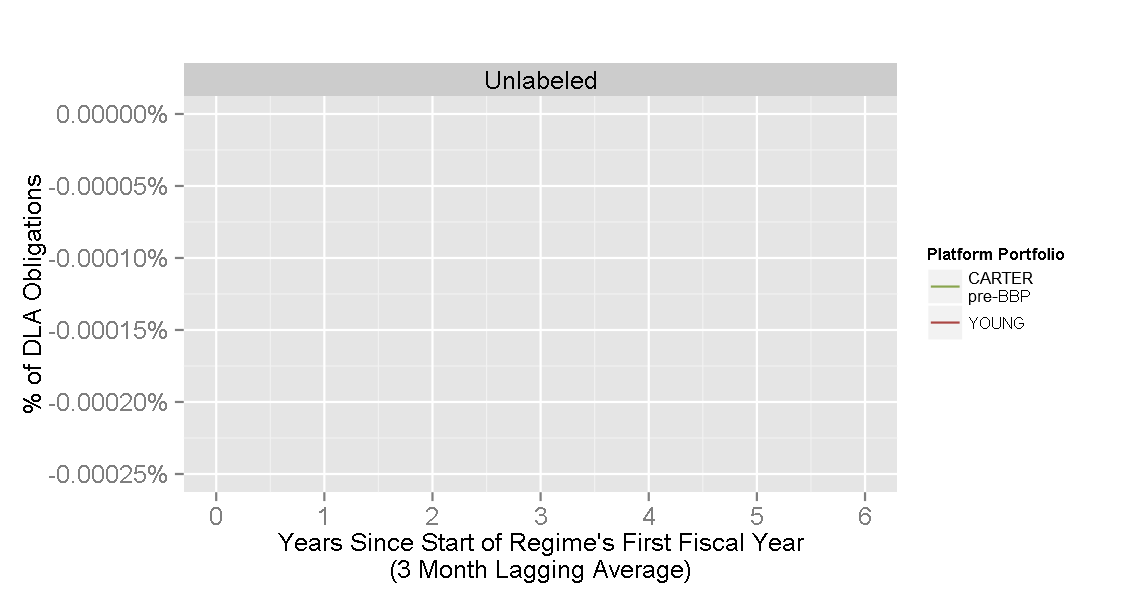 Unlabeled
0.00000%
-0.00005%
-0.00010%
-0.00015%
-0.00020%
-0.00025%
% of DLA Obligations
0 1 2 3 4 5 6
Years Since Start of Regime's First Fiscal Year
(3 Month Lagging Average)
Platform Portfolio
CARTER
pre-BBP
YOUNG